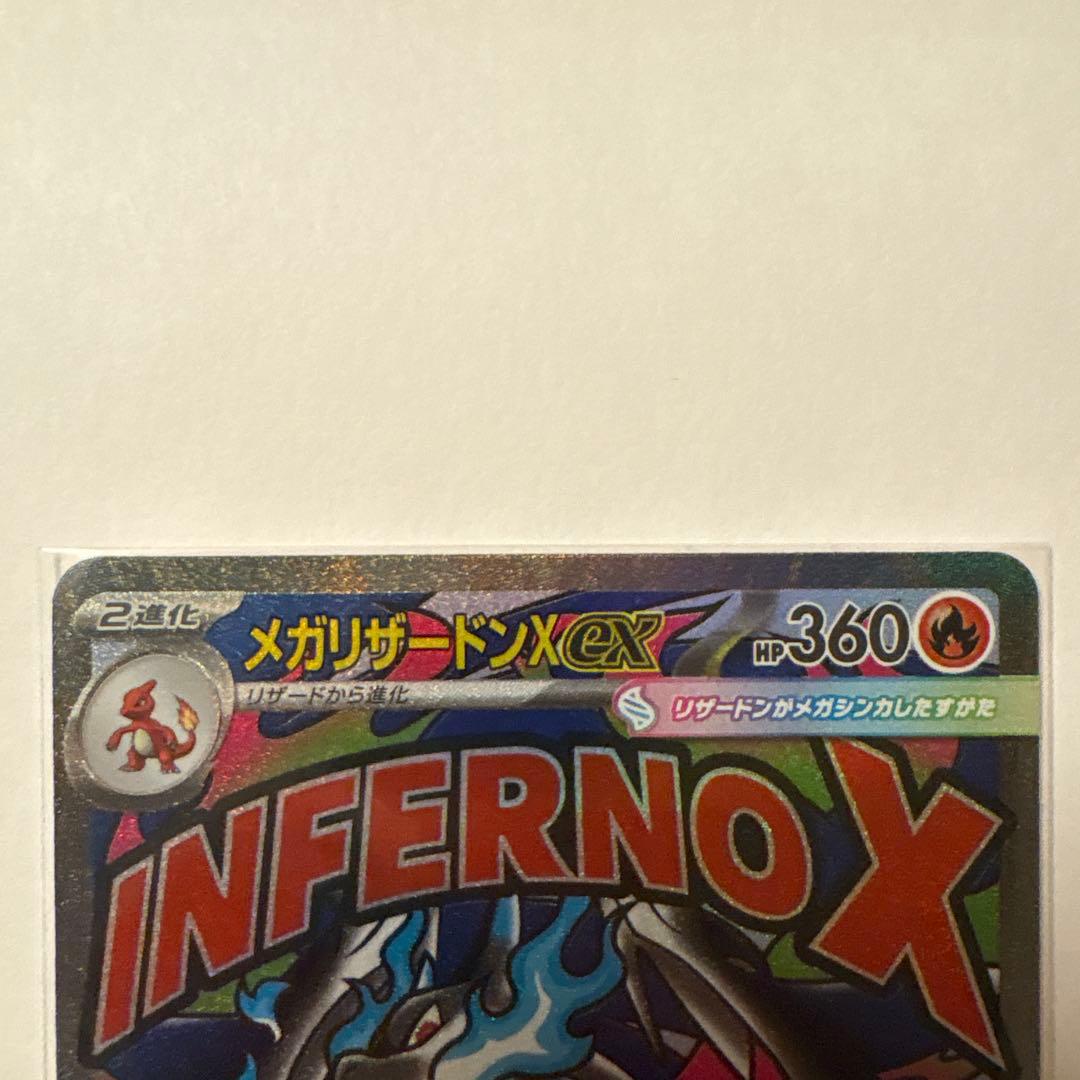 2進化
メガリザードンXex
HP360
リザードから進化
リザードンがメガシンカしたすがた
INFERNO X